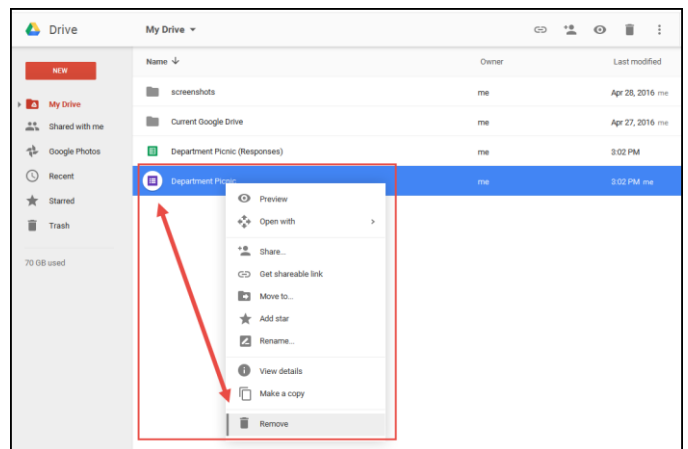 Drive
My Drive
NEW
My Drive
Shared with me
Google Photos
Recent
Starred
Trash
70 GB used
Name Owner Last modified
screenshots me Apr 28, 2016 me
Current Google Drive me Apr 27, 2016 me
Department Picnic (Responses) me 3:02 PM
Department Picnic me 3:02 PM me
Preview
Open with
Share...
Get shareable link
Move to...
Add star
Rename...
View details
Make a copy
Remove